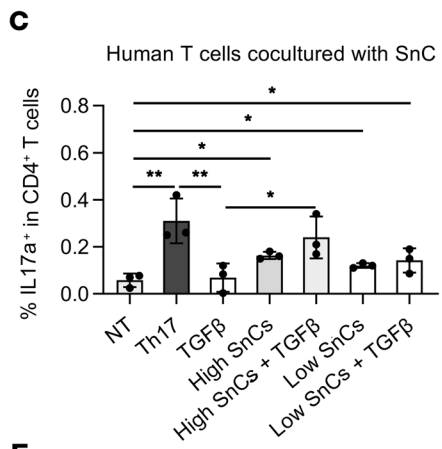 C
Human T cells cocultured with SnC
% IL17a⁺ in CD4⁺ T cells
0.8
0.6
0.4
0.2
0.0
*
*
*
**
**
*
NT
Th17
TGFβ
High SnCs
High SnCs + TGFβ
Low SnCs
Low SnCs + TGFβ